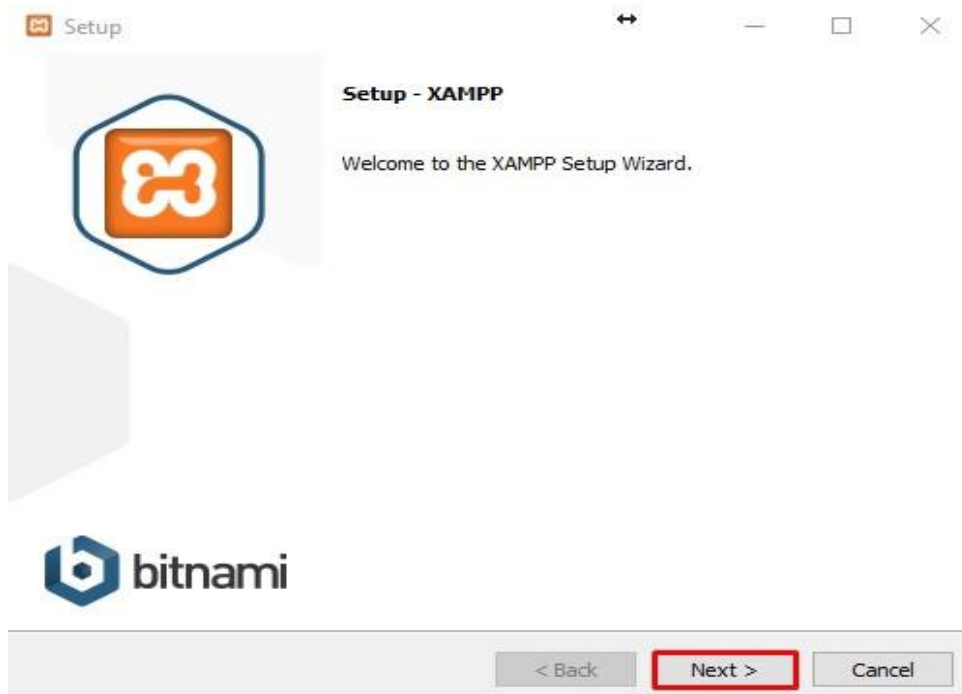 Setup
Setup - XAMPP
Welcome to the XAMPP Setup Wizard.
bitnami
< Back
Next >
Cancel